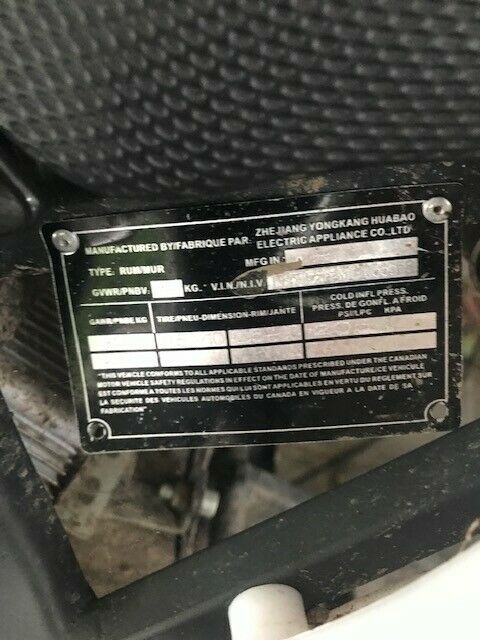 MANUFACTURED BY/FABRIQUE PAR: ZHEJIANG YONGKANG HUABAO
ELECTRIC APPLIANCE CO.,LTD
TYPE: RUM/MUR MFG IN:
GVWR/PNBV: KG. V.I.N./N.I.V.
GAWR/PNBE KG TIRE/PNEU-DIMENSION-RIM/JANTE COLD INFL PRESS.
PRESS. DE GONFL. A FROID
PSI/LPC KPA
"THIS VEHICLE CONFORMS TO ALL APPLICABLE STANDARDS PRESCRIBED UNDER THE CANADIAN
MOTOR VEHICLE SAFETY REGULATIONS IN EFFECT ON THE DATE OF MANUFACTURE/CE VEHICULE
EST CONFORME A TOUTES LES NORMES QUI LUI SONT APPLICABLES EN VERTU DU REGLEMENT SUR
LA SECURITE DES VEHICULES AUTOMOBILES DU CANADA EN VIGUEUR A LA DATE DE SA
FABRICATION"